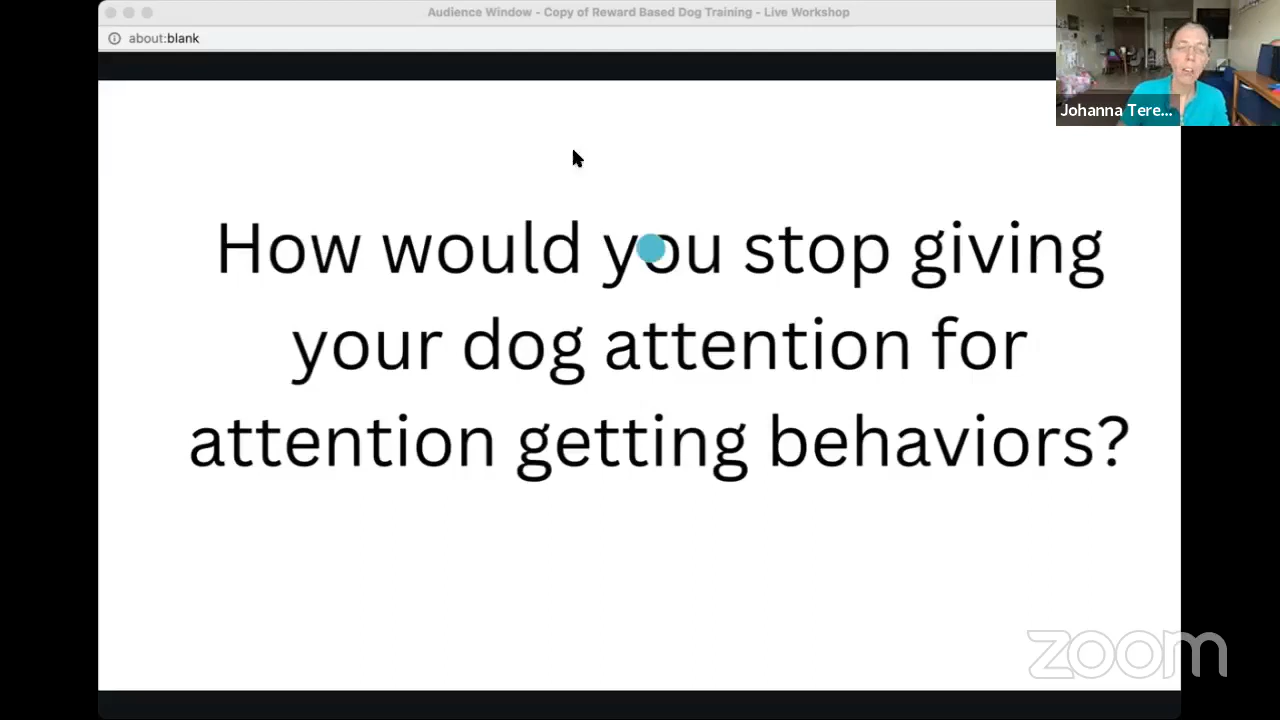 Audience Window - Copy of Reward Based Dog Training - Live Workshop
about:blank
Johanna Tere...
How would you stop giving
your dog attention for
attention getting behaviors?
zoom